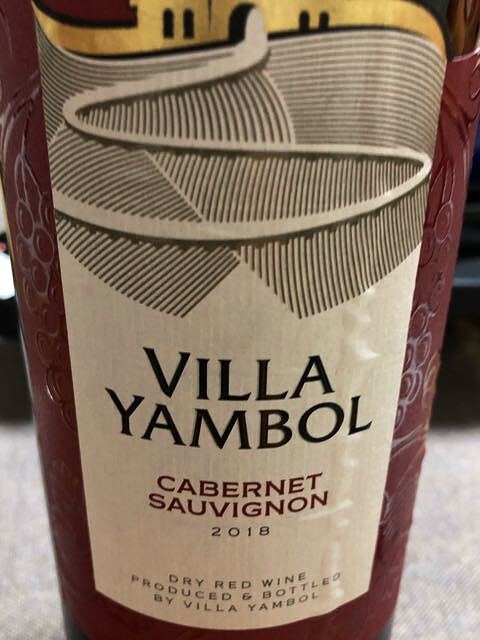 VILLA
YAMBOL
CABERNET
SAUVIGNON
2018
DRY RED WINE
PRODUCED & BOTTLED
BY VILLA YAMBOL